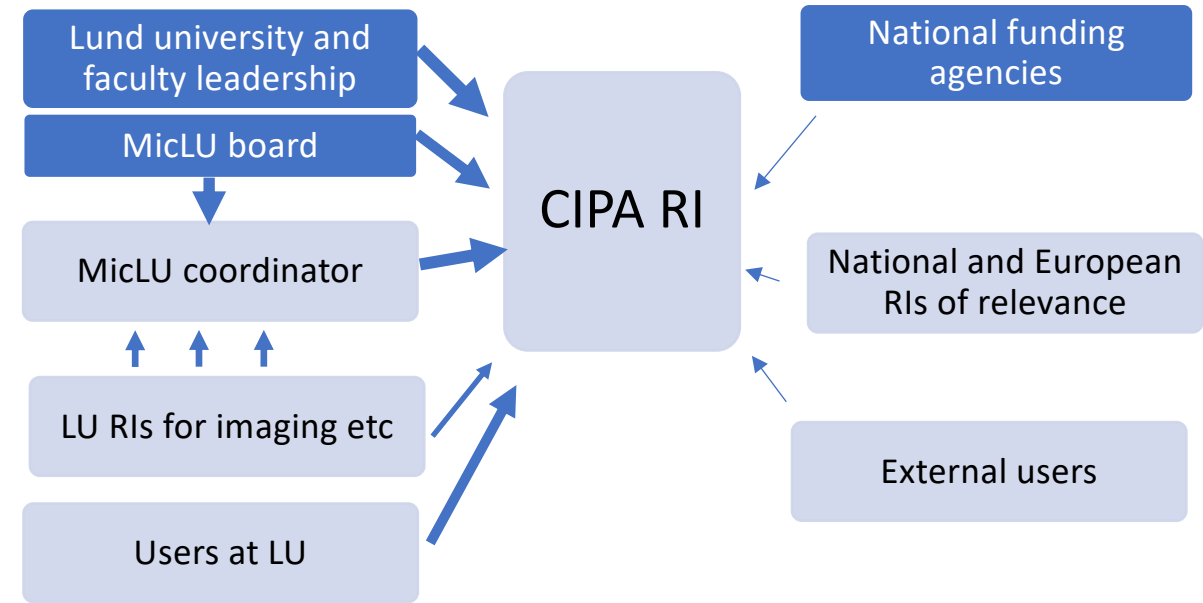 Lund university and
faculty leadership
MicLU board
MicLU coordinator
LU RIs for imaging etc
Users at LU
CIPA RI
National funding
agencies
National and European
RIs of relevance
External users